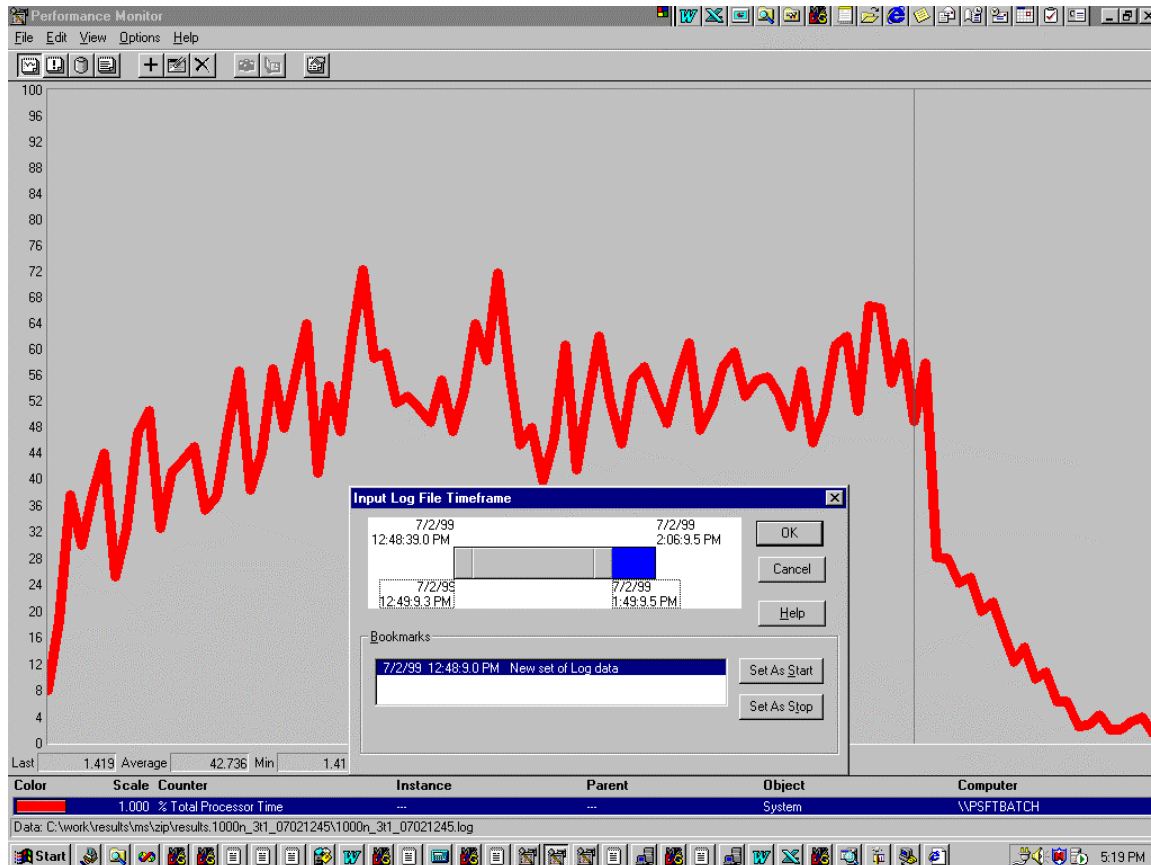 Performance Monitor
File Edit View Options Help
100
96
92
88
84
80
76
72
68
64
60
56
52
48
44
40
36
32
28
24
20
16
12
8
4
0
Input Log File Timeframe
7/2/99 7/2/99
12:48:39.0 PM 2:06:9.5 PM
7/2/99 7/2/99
12:49:9.3 PM 1:49:9.5 PM
OK
Cancel
Help
Bookmarks
7/2/99 12:48:9.0 PM New set of Log data
Set As Start
Set As Stop
Last 1.419 Average 42.736 Min 1.41
Color Scale Counter Instance Parent Object Computer
1.000 % Total Processor Time --- --- System \\PSFTBATCH
Data: C:\work\results\ms\zip\results.1000n_3t1_07021245\1000n_3t1_07021245.log
Start 5:19 PM